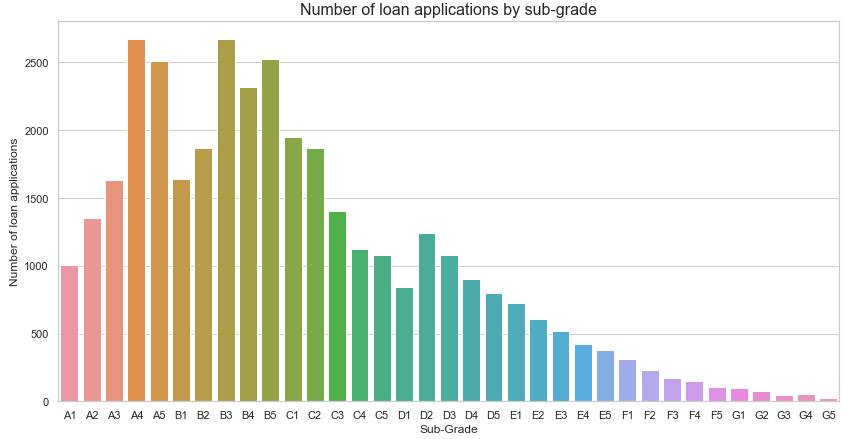 Number of loan applications by sub-grade
Number of loan applications
2500
2000
1500
1000
500
0
A1 A2 A3 A4 A5 B1 B2 B3 B4 B5 C1 C2 C3 C4 C5 D1 D2 D3 D4 D5 E1 E2 E3 E4 E5 F1 F2 F3 F4 F5 G1 G2 G3 G4 G5
Sub-Grade